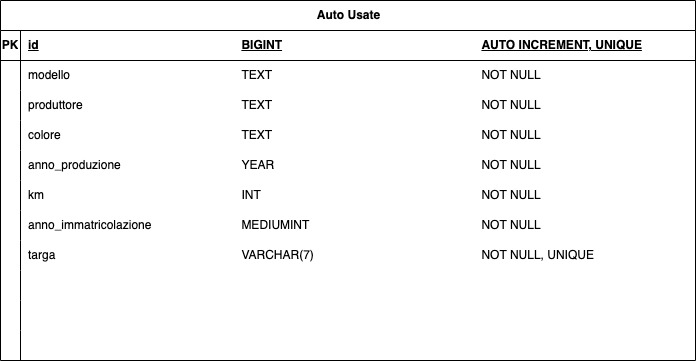 Auto Usate
PK id BIGINT AUTO INCREMENT, UNIQUE
modello TEXT NOT NULL
produttore TEXT NOT NULL
colore TEXT NOT NULL
anno_produzione YEAR NOT NULL
km INT NOT NULL
anno_immatricolazione MEDIUMINT NOT NULL
targa VARCHAR(7) NOT NULL, UNIQUE